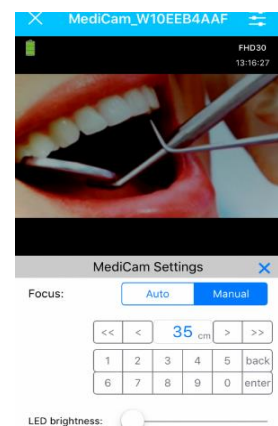 MediCam_W10EEB4AAF
FHD30
13:16:27
MediCam Settings
Focus: Auto Manual
<< < 35 cm > >>
1 2 3 4 5 back
6 7 8 9 0 enter
LED brightness: